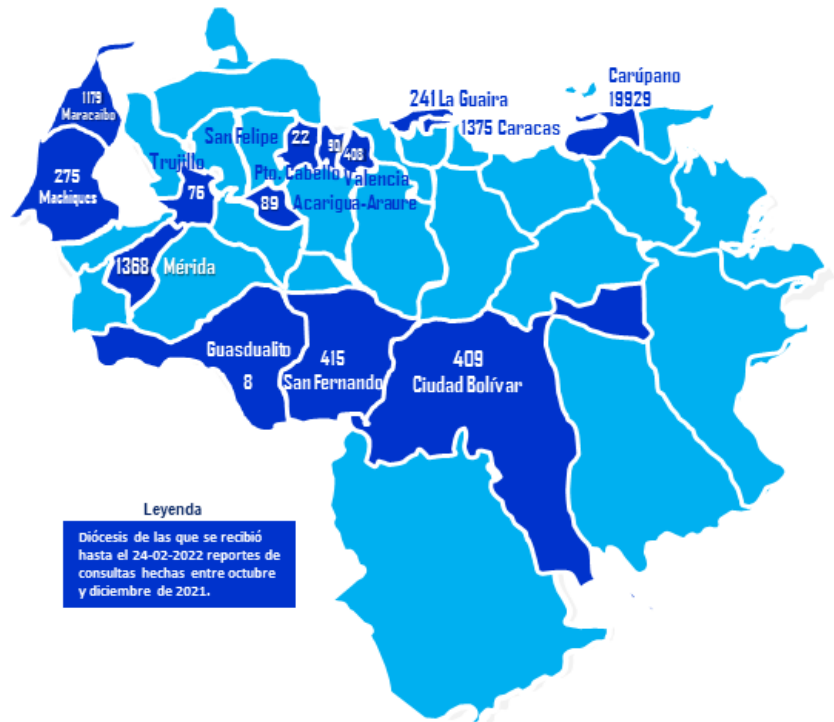 Carúpano
19929
241 La Guaira
1375 Caracas
1179
Maracaibo
San Felipe
22
90
408
Trujillo
Pto. Cabello
Valencia
275
Machiques
76
89
Acarigua-Araure
1368
Mérida
Guasdualito
8
415
San Fernando
409
Ciudad Bolívar
Leyenda
Diócesis de las que se recibió
hasta el 24-02-2022 reportes de
consultas hechas entre octubre
y diciembre de 2021.